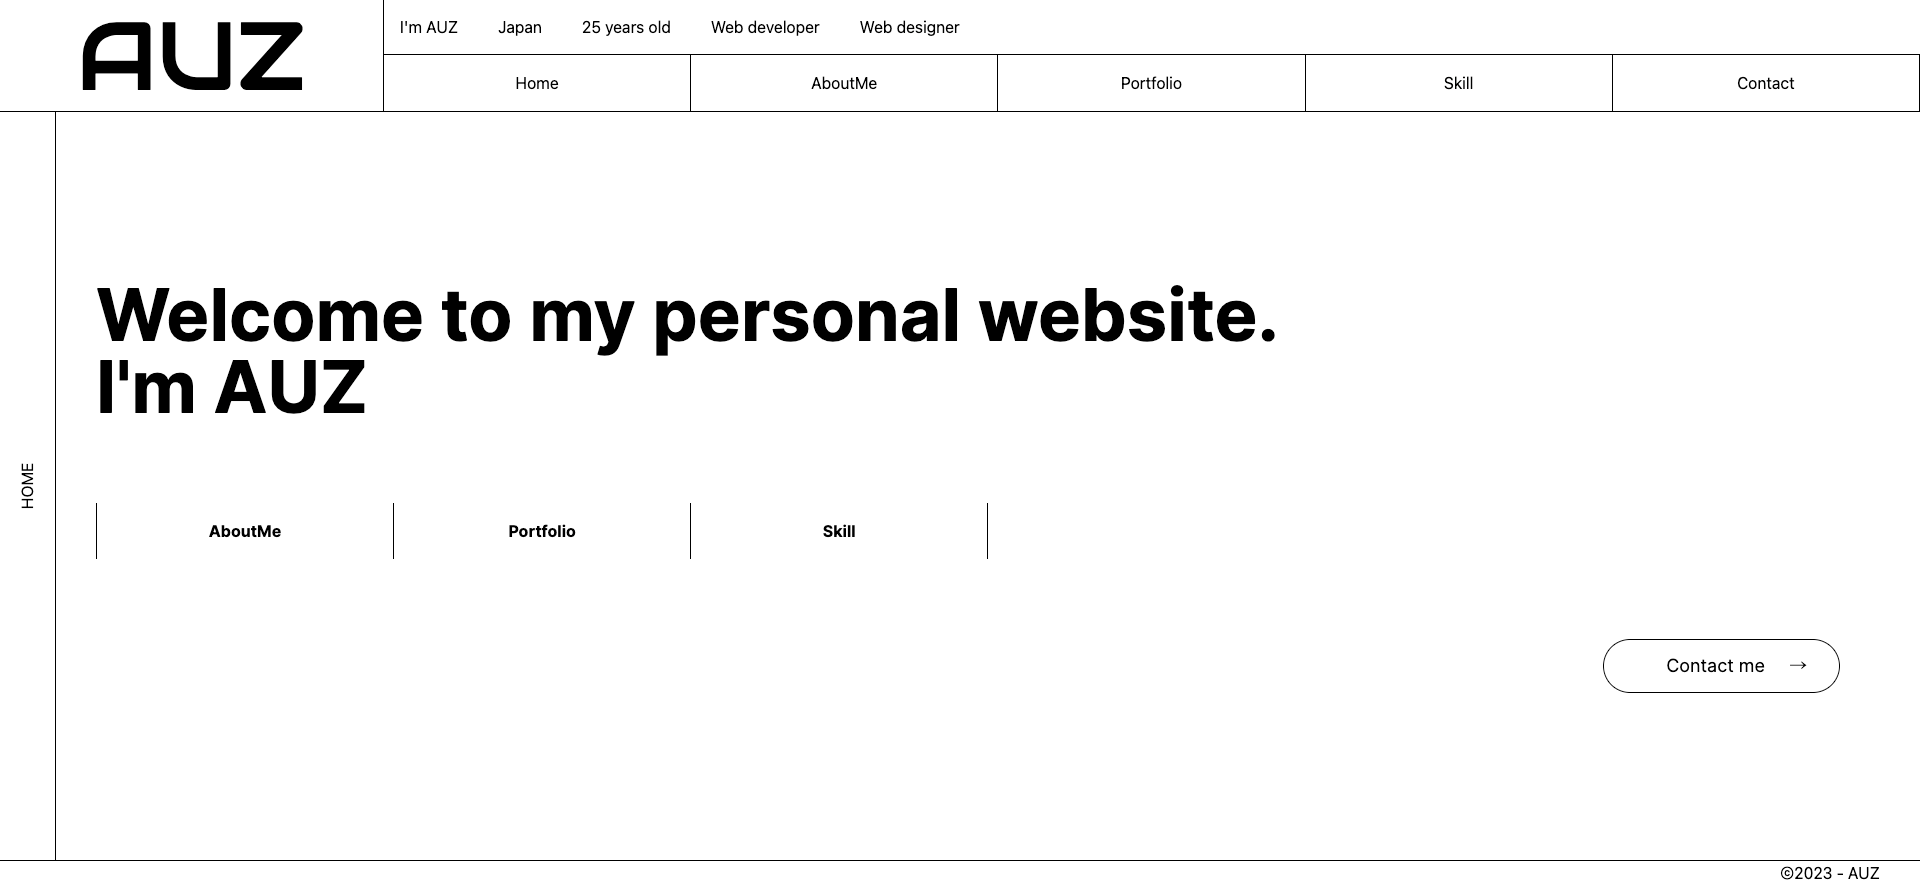 AUZ
I'm AUZ Japan 25 years old Web developer Web designer
Home AboutMe Portfolio Skill Contact
HOME
Welcome to my personal website.
I'm AUZ
AboutMe Portfolio Skill
Contact me →
©2023 - AUZ